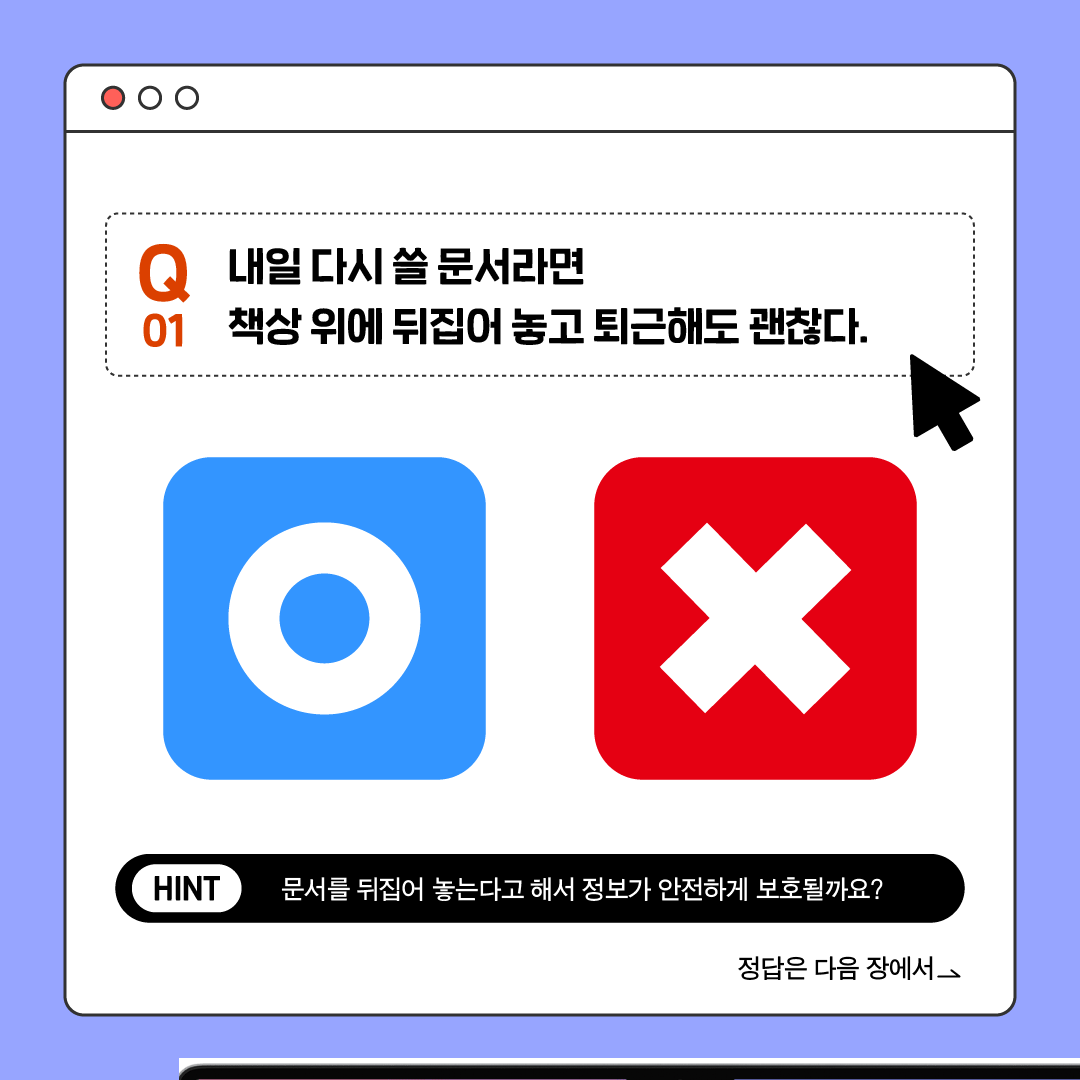 Q 내일 다시 쓸 문서라면
01 책상 위에 뒤집어 놓고 퇴근해도 괜찮다.
HINT 문서를 뒤집어 놓는다고 해서 정보가 안전하게 보호될까요?
정답은 다음 장에서